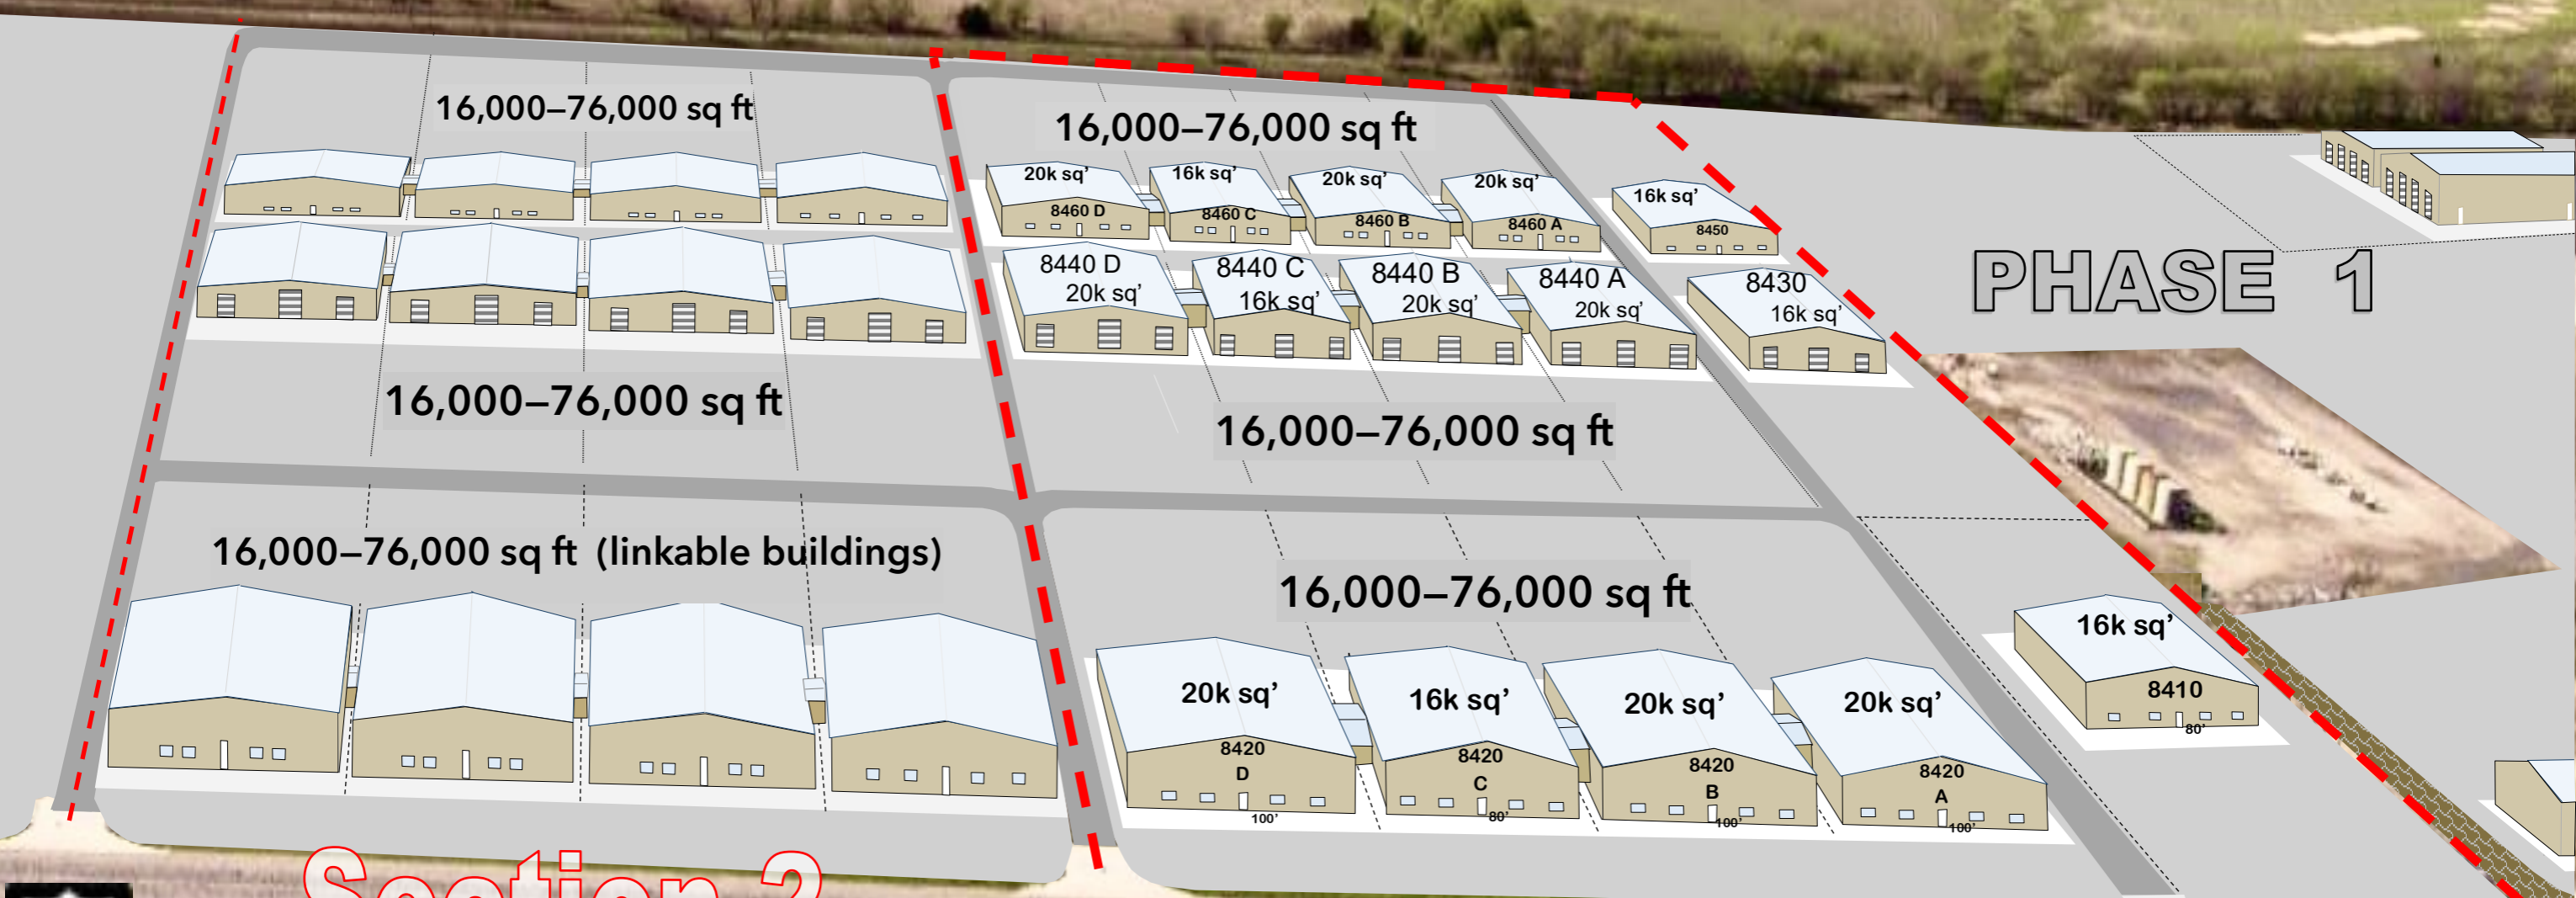 16,000–76,000 sq ft
16,000–76,000 sq ft
20k sq’
16k sq’
20k sq’
20k sq’
16k sq’
8460 D
8460 C
8460 B
8460 A
8450
8440 D
20k sq’
8440 C
16k sq’
8440 B
20k sq’
8440 A
20k sq’
8430
16k sq’
PHASE 1
16,000–76,000 sq ft
16,000–76,000 sq ft
16,000–76,000 sq ft (linkable buildings)
16,000–76,000 sq ft
16k sq’
8410
80’
20k sq’
16k sq’
20k sq’
20k sq’
8420
D
100’
8420
C
80’
8420
B
100’
8420
A
100’
Section 2